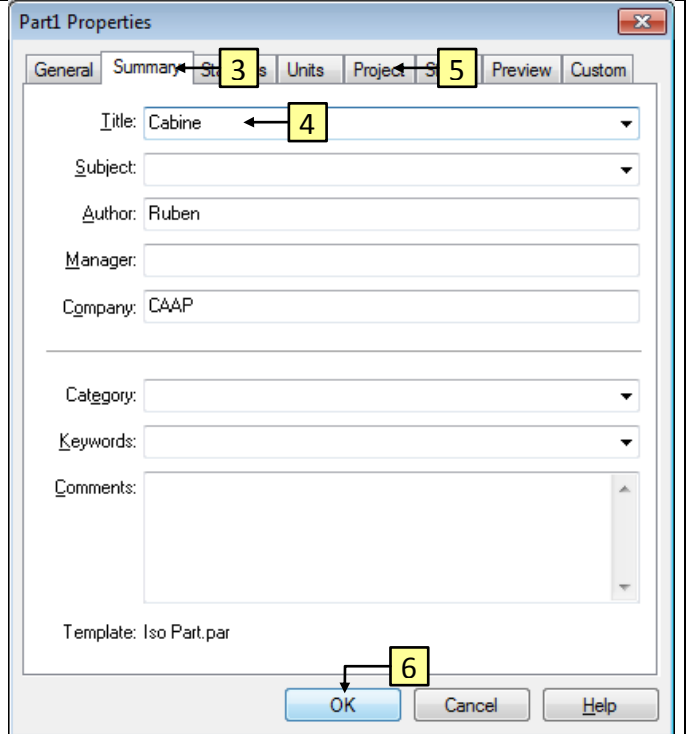 Part1 Properties
General Summary 3 Units Project 5 Preview Custom
Title: Cabine 4
Subject:
Author: Ruben
Manager:
Company: CAAP
Category:
Keywords:
Comments:
Template: Iso Part.par
6
OK Cancel Help